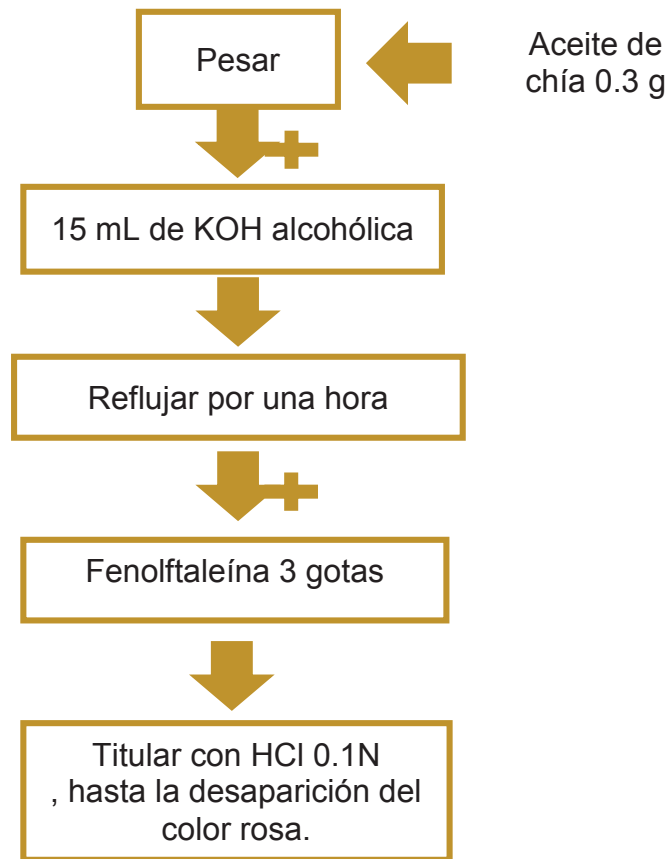 Pesar
Aceite de
chía 0.3 g
15 mL de KOH alcohólica
Reflujar por una hora
Fenolftaleína 3 gotas
Titular con HCl 0.1N
, hasta la desaparición del
color rosa.